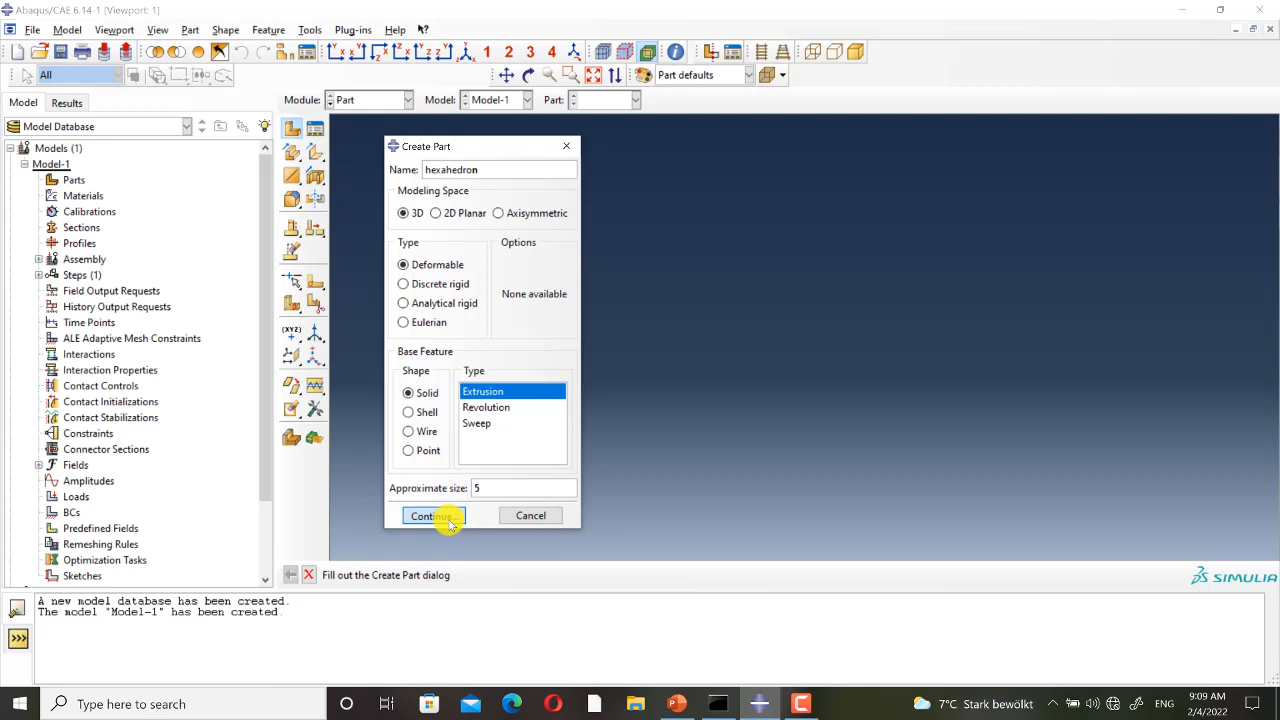 Abaqus/CAE 6.14-1 [Viewport: 1]
File Model Viewport View Part Shape Feature Tools Plug-ins Help
1 2 3 4
All
Part defaults
Model Results
Module: Part Model: Model-1 Part:
Model Database
Models (1)
Model-1
Parts
Materials
Calibrations
Sections
Profiles
Assembly
Steps (1)
Field Output Requests
History Output Requests
Time Points
ALE Adaptive Mesh Constraints
Interactions
Interaction Properties
Contact Controls
Contact Initializations
Contact Stabilizations
Constraints
Connector Sections
Fields
Amplitudes
Loads
BCs
Predefined Fields
Remeshing Rules
Optimization Tasks
Sketches
(XYZ)
Create Part
Name: hexahedron
Modeling Space
3D 2D Planar Axisymmetric
Type
Deformable
Discrete rigid
Analytical rigid
Eulerian
Options
None available
Base Feature
Shape
Solid
Shell
Wire
Point
Type
Extrusion
Revolution
Sweep
Approximate size: 5
Continue... Cancel
Fill out the Create Part dialog
SIMULIA
A new model database has been created.
The model "Model-1" has been created.
>>>
Type here to search
7°C Stark bewölkt
ENG
9:09 AM
2/4/2022